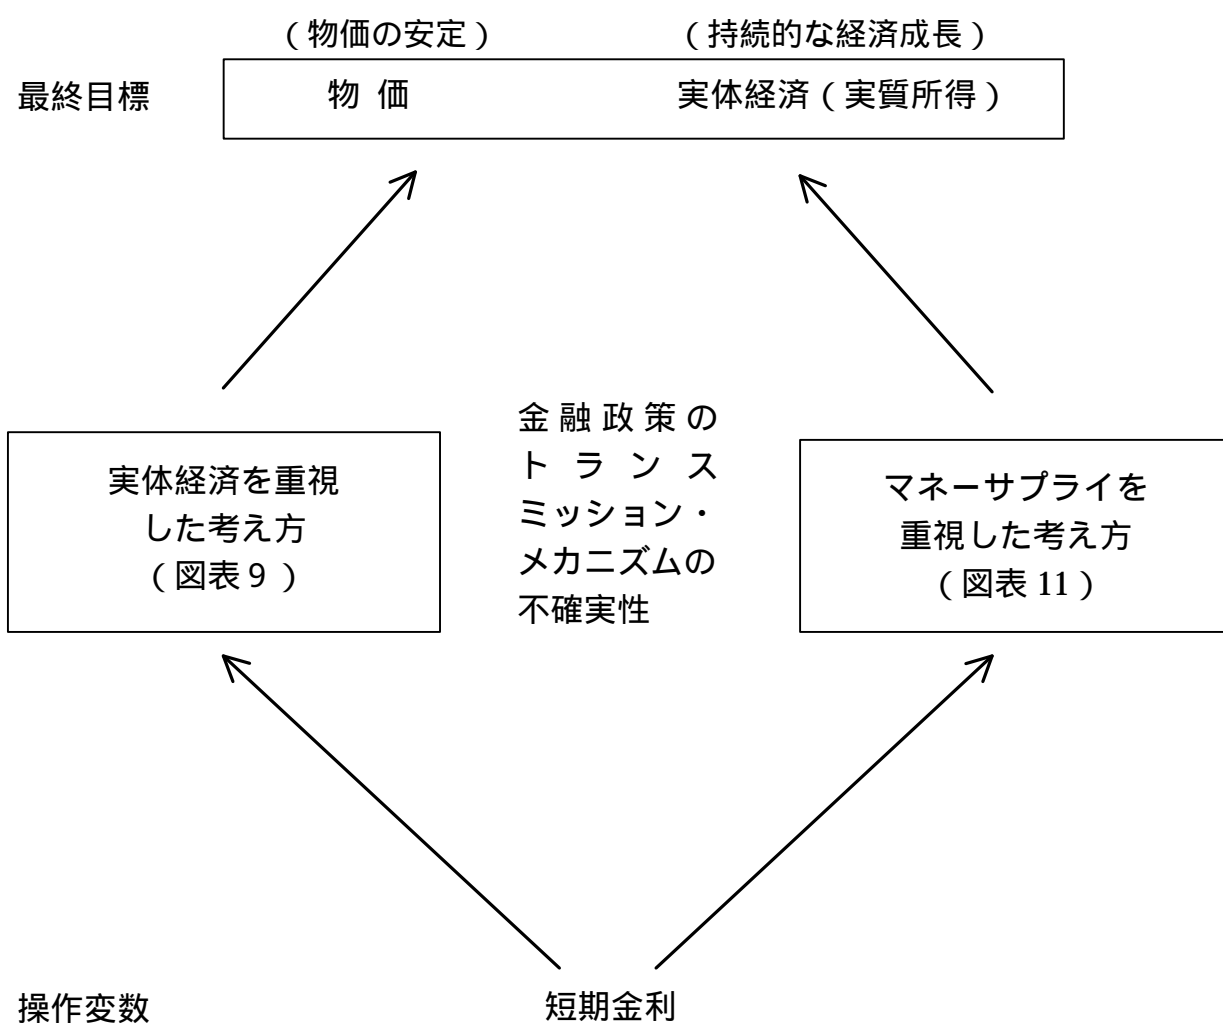 （物価の安定） （持続的な経済成長）
最終目標 物 価 実体経済（実質所得）
実体経済を重視
した考え方
（図表９）
金融政策の
トランス
ミッション・
メカニズムの
不確実性
マネーサプライを
重視した考え方
（図表 11）
操作変数 短期金利